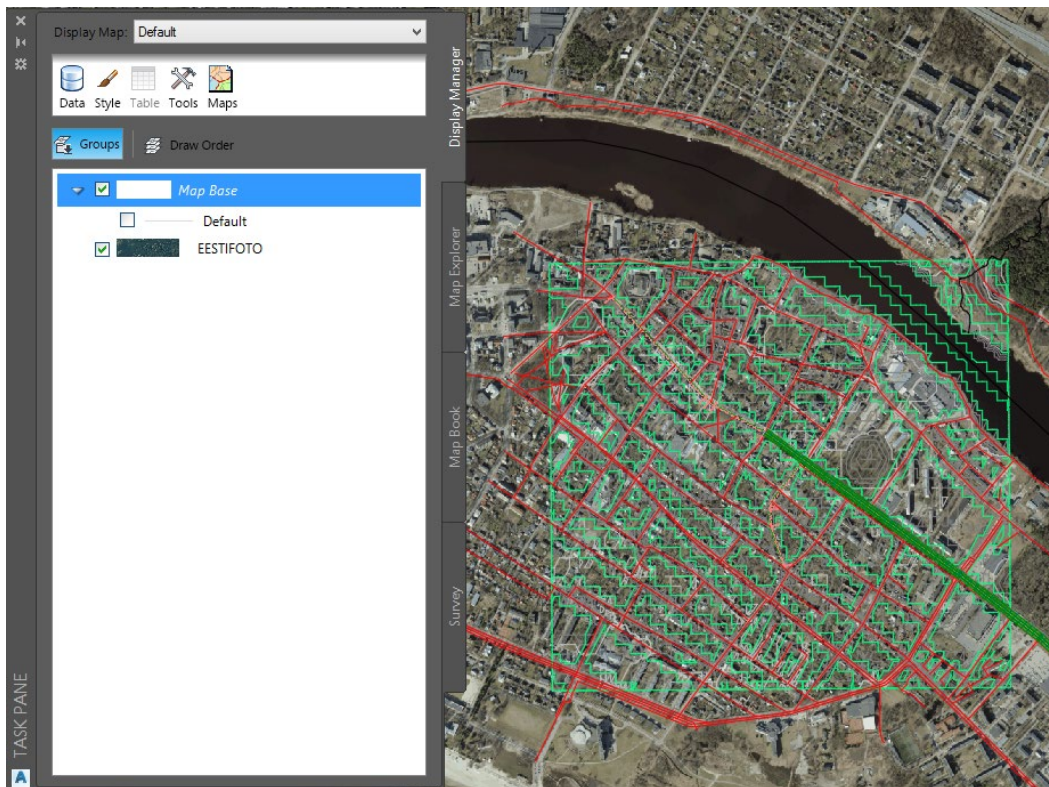 Display Map: Default
Data Style Table Tools Maps
Groups Draw Order
Map Base
Default
EESTIFOTO
Display Manager
Map Explorer
Map Book
Survey
TASK PANE
A